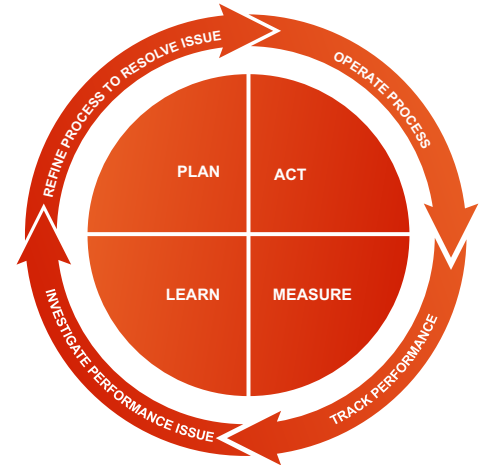 REFINE PROCESS TO RESOLVE ISSUE
OPERATE PROCESS
PLAN
ACT
LEARN
MEASURE
INVESTIGATE PERFORMANCE ISSUE
TRACK PERFORMANCE